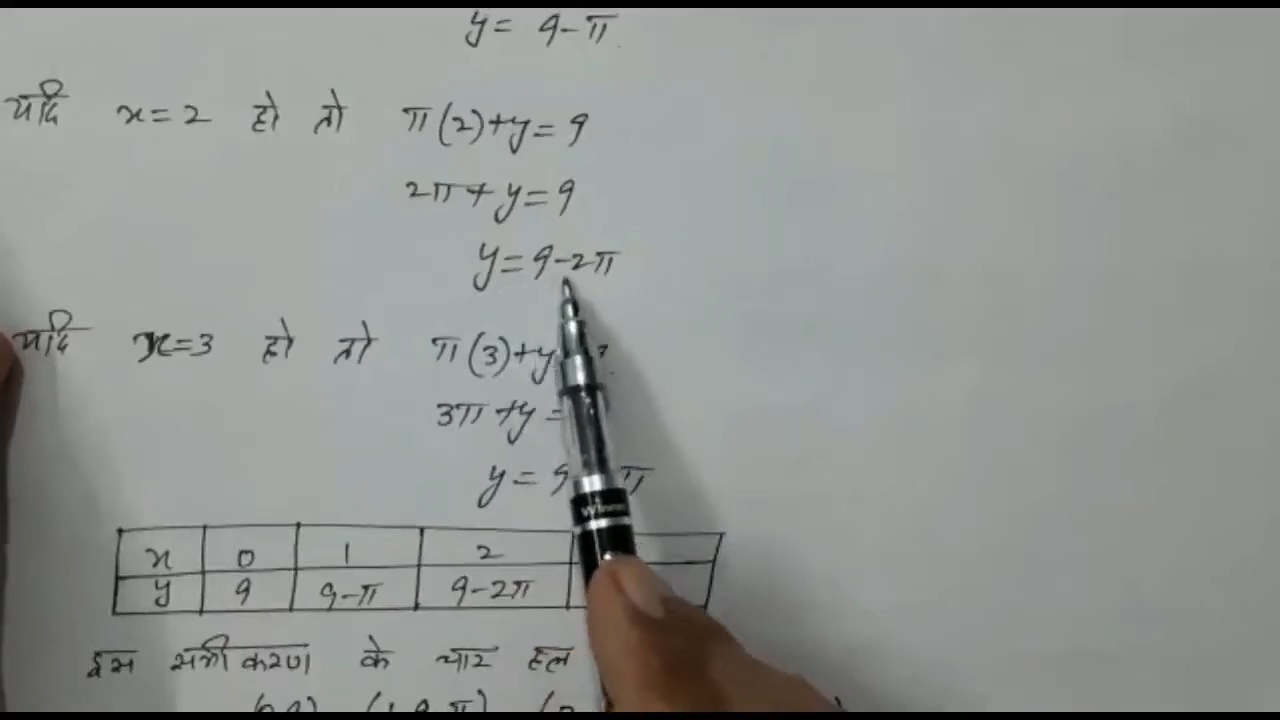 y = 9-π
यदि x=2 हो तो π(2)+y=9
2π+y=9
y=9-2π
यदि x=3 हो तो π(3)+y
3π+y=
y=9 π
x 0 1 2
y 9 9-π 9-2π
इस समीकरण के चार हल